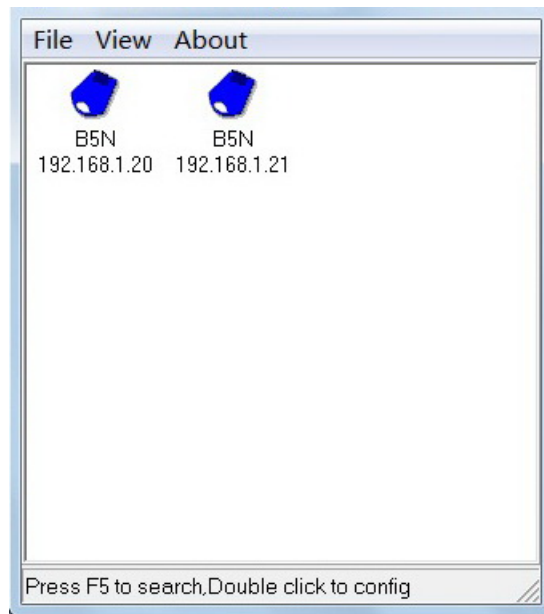 File View About
B5N B5N
192.168.1.20 192.168.1.21
Press F5 to search,Double click to config